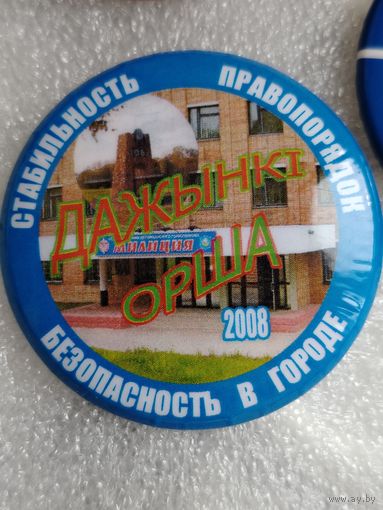 СТАБИЛЬНОСТЬ
ПРАВОПОРЯДОК
МИЛИЦИЯ
ДАЖЫНКІ
ОРША
2008
БЕЗОПАСНОСТЬ В ГОРОДЕ
www.ay.by